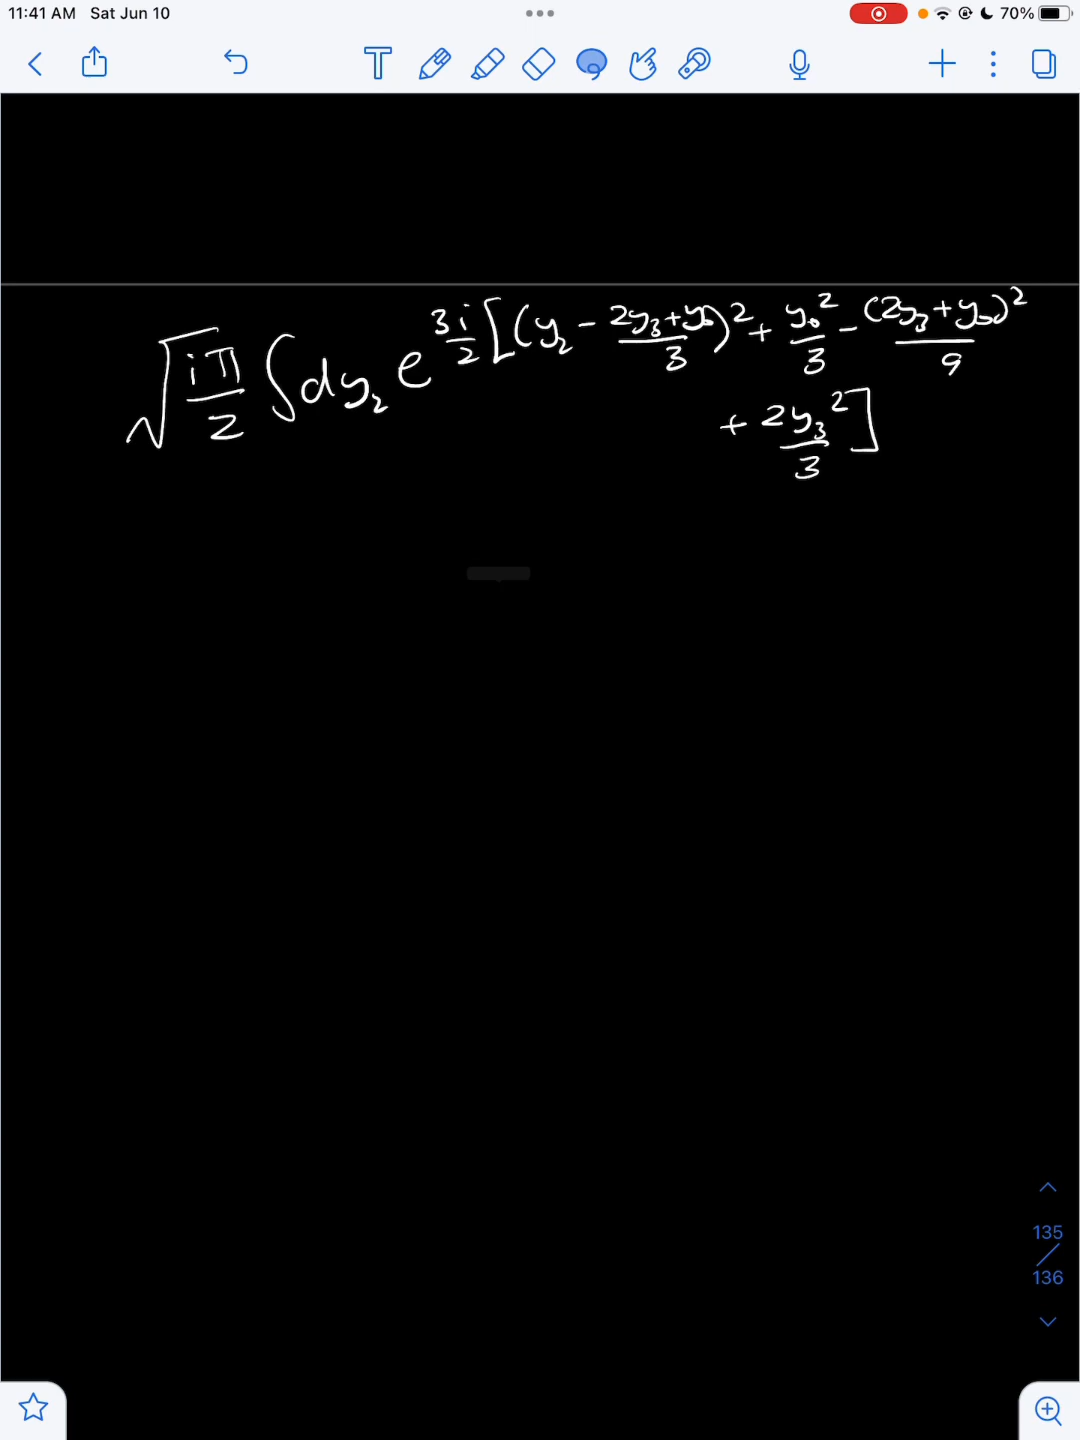 11:41 AM Sat Jun 10
70%
T
√(iπ/2) ∫dy₂ e^{3i/2 [(y₂ - (2y₃+y₀)/3)² + y₀²/3 - (2y₃+y₀)²/9
+ 2y₃²/3]}
135
/
136